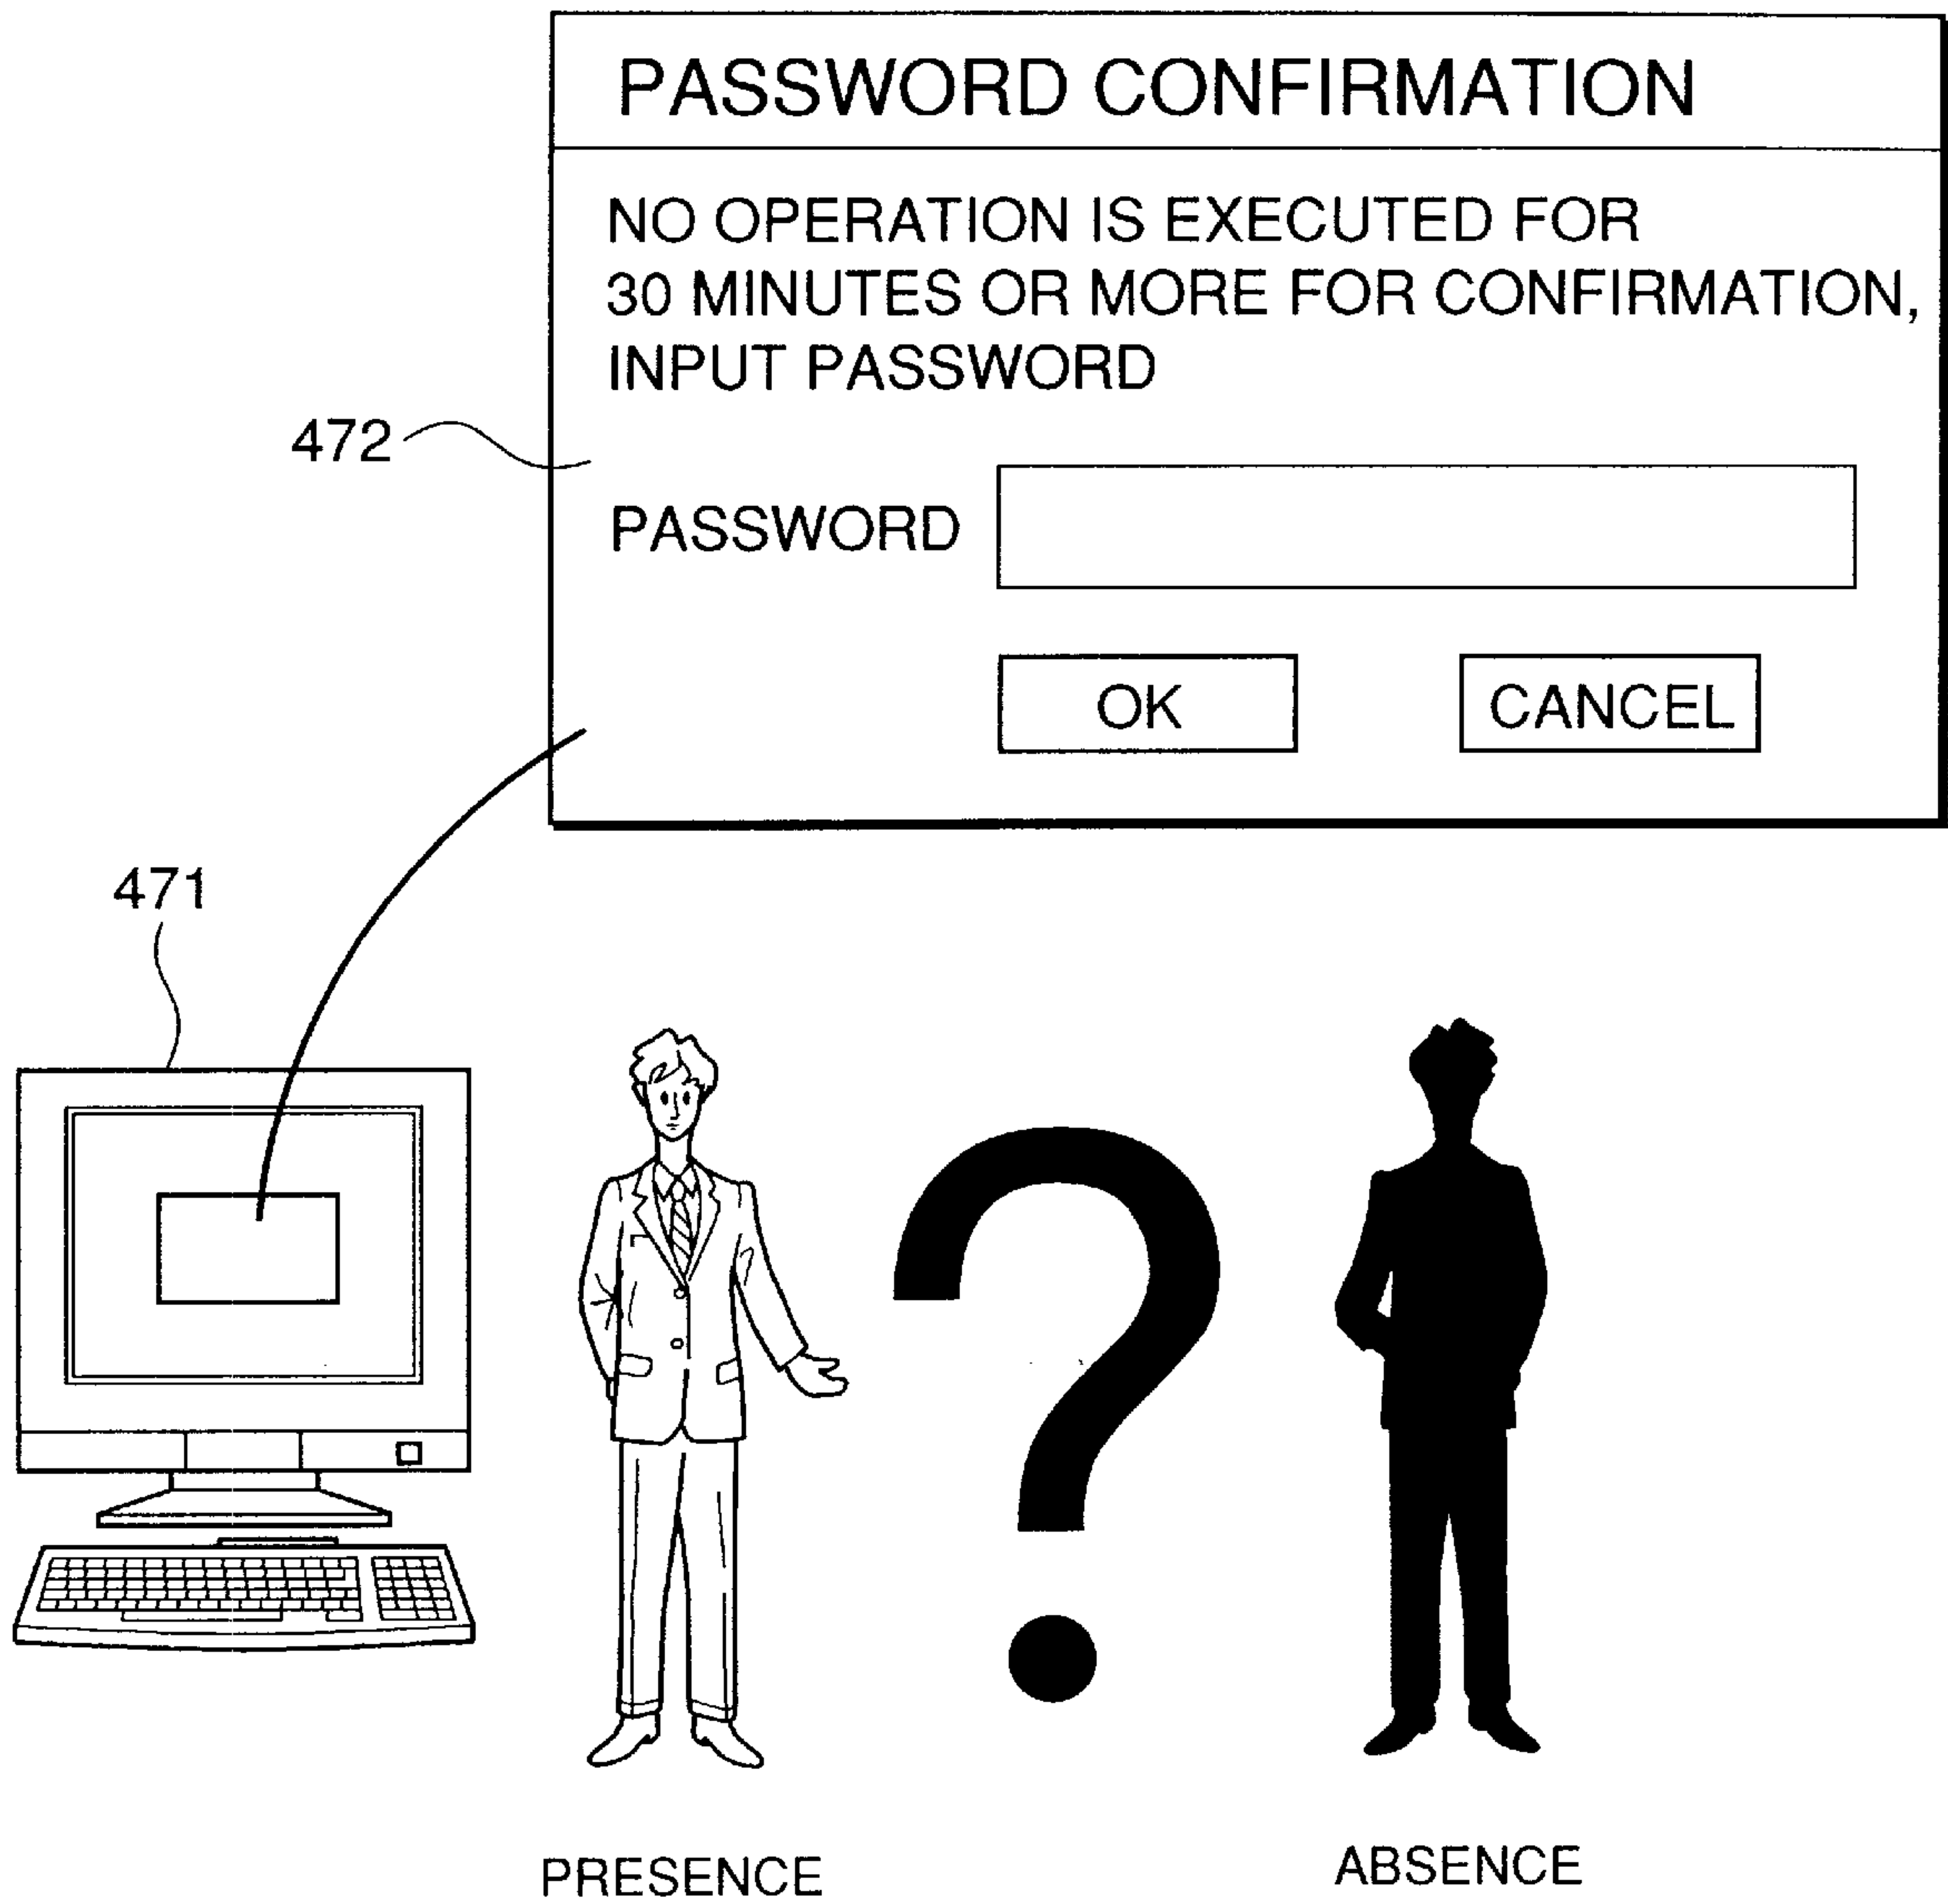 PASSWORD CONFIRMATION
NO OPERATION IS EXECUTED FOR
30 MINUTES OR MORE FOR CONFIRMATION,
INPUT PASSWORD
472
PASSWORD
OK CANCEL
471
?
PRESENCE ABSENCE